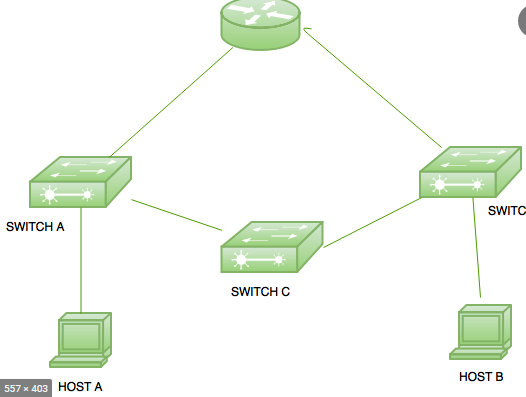 SWITCH A
SWITC
SWITCH C
HOST B
HOST A
557 × 403